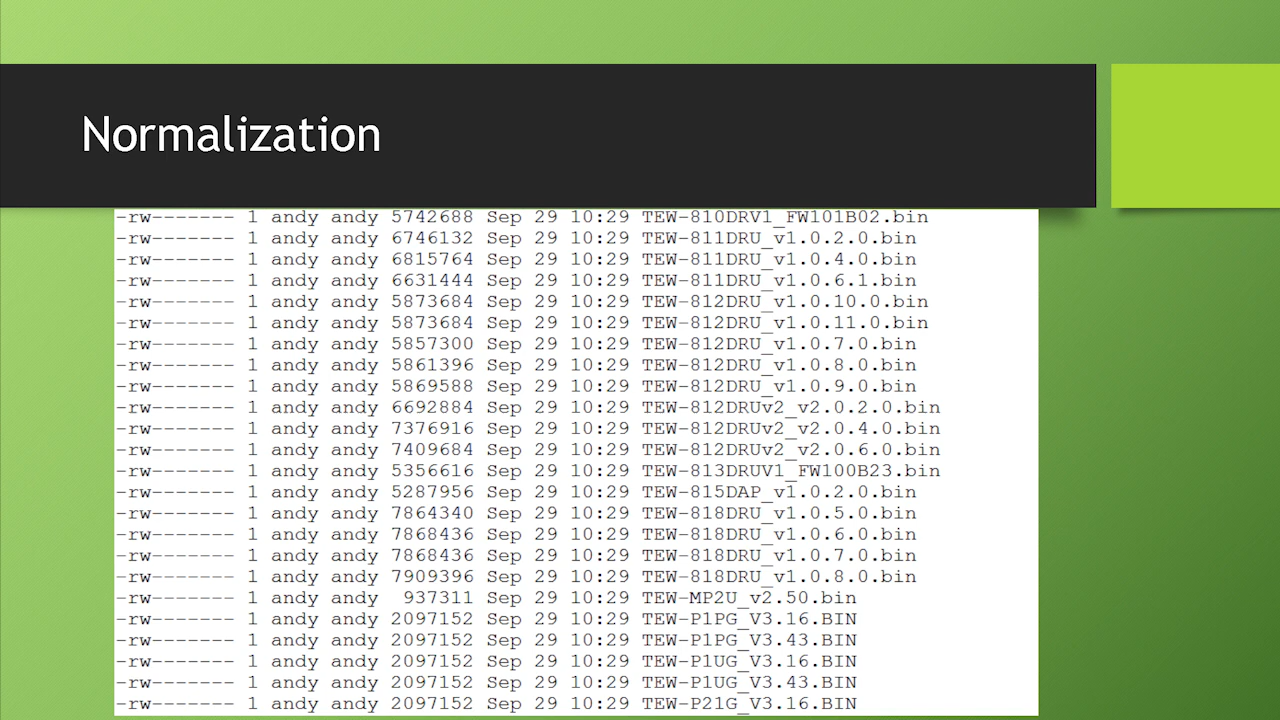 Normalization
-rw------- 1 andy andy 5742688 Sep 29 10:29 TEW-810DRV1_FW101B02.bin
-rw------- 1 andy andy 6746132 Sep 29 10:29 TEW-811DRU_v1.0.2.0.bin
-rw------- 1 andy andy 6815764 Sep 29 10:29 TEW-811DRU_v1.0.4.0.bin
-rw------- 1 andy andy 6631444 Sep 29 10:29 TEW-811DRU_v1.0.6.1.bin
-rw------- 1 andy andy 5873684 Sep 29 10:29 TEW-812DRU_v1.0.10.0.bin
-rw------- 1 andy andy 5873684 Sep 29 10:29 TEW-812DRU_v1.0.11.0.bin
-rw------- 1 andy andy 5857300 Sep 29 10:29 TEW-812DRU_v1.0.7.0.bin
-rw------- 1 andy andy 5861396 Sep 29 10:29 TEW-812DRU_v1.0.8.0.bin
-rw------- 1 andy andy 5869588 Sep 29 10:29 TEW-812DRU_v1.0.9.0.bin
-rw------- 1 andy andy 6692884 Sep 29 10:29 TEW-812DRUv2_v2.0.2.0.bin
-rw------- 1 andy andy 7376916 Sep 29 10:29 TEW-812DRUv2_v2.0.4.0.bin
-rw------- 1 andy andy 7409684 Sep 29 10:29 TEW-812DRUv2_v2.0.6.0.bin
-rw------- 1 andy andy 5356616 Sep 29 10:29 TEW-813DRUV1_FW100B23.bin
-rw------- 1 andy andy 5287956 Sep 29 10:29 TEW-815DAP_v1.0.2.0.bin
-rw------- 1 andy andy 7864340 Sep 29 10:29 TEW-818DRU_v1.0.5.0.bin
-rw------- 1 andy andy 7868436 Sep 29 10:29 TEW-818DRU_v1.0.6.0.bin
-rw------- 1 andy andy 7868436 Sep 29 10:29 TEW-818DRU_v1.0.7.0.bin
-rw------- 1 andy andy 7909396 Sep 29 10:29 TEW-818DRU_v1.0.8.0.bin
-rw------- 1 andy andy  937311 Sep 29 10:29 TEW-MP2U_v2.50.bin
-rw------- 1 andy andy 2097152 Sep 29 10:29 TEW-P1PG_V3.16.BIN
-rw------- 1 andy andy 2097152 Sep 29 10:29 TEW-P1PG_V3.43.BIN
-rw------- 1 andy andy 2097152 Sep 29 10:29 TEW-P1UG_V3.16.BIN
-rw------- 1 andy andy 2097152 Sep 29 10:29 TEW-P1UG_V3.43.BIN
-rw------- 1 andy andy 2097152 Sep 29 10:29 TEW-P21G_V3.16.BIN